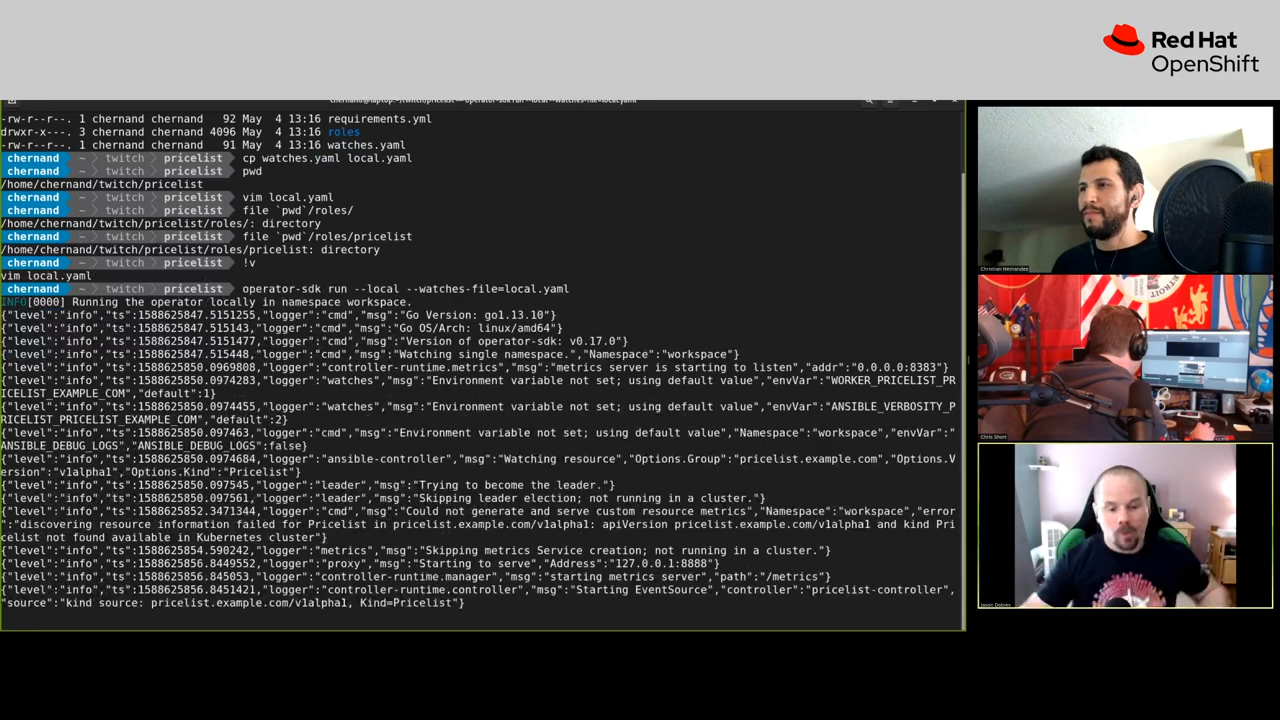 Red Hat
OpenShift
chernand@laptop:~/twitch/pricelist — operator-sdk run --local --watches-file=local.yaml
-rw-r--r--. 1 chernand chernand   92 May  4 13:16 requirements.yml
drwxr-x---. 3 chernand chernand 4096 May  4 13:16 roles
-rw-r--r--. 1 chernand chernand   91 May  4 13:16 watches.yaml
chernand ~ twitch pricelist cp watches.yaml local.yaml
chernand ~ twitch pricelist pwd
/home/chernand/twitch/pricelist
chernand ~ twitch pricelist vim local.yaml
chernand ~ twitch pricelist file `pwd`/roles/
/home/chernand/twitch/pricelist/roles/: directory
chernand ~ twitch pricelist file `pwd`/roles/pricelist
/home/chernand/twitch/pricelist/roles/pricelist: directory
chernand ~ twitch pricelist !v
vim local.yaml
chernand ~ twitch pricelist operator-sdk run --local --watches-file=local.yaml
INFO[0000] Running the operator locally in namespace workspace.
{"level":"info","ts":1588625847.5151255,"logger":"cmd","msg":"Go Version: go1.13.10"}
{"level":"info","ts":1588625847.515143,"logger":"cmd","msg":"Go OS/Arch: linux/amd64"}
{"level":"info","ts":1588625847.5151477,"logger":"cmd","msg":"Version of operator-sdk: v0.17.0"}
{"level":"info","ts":1588625847.515448,"logger":"cmd","msg":"Watching single namespace.","Namespace":"workspace"}
{"level":"info","ts":1588625850.0969808,"logger":"controller-runtime.metrics","msg":"metrics server is starting to listen","addr":"0.0.0.0:8383"}
{"level":"info","ts":1588625850.0974283,"logger":"watches","msg":"Environment variable not set; using default value","envVar":"WORKER_PRICELIST_PR
ICELIST_EXAMPLE_COM","default":1}
{"level":"info","ts":1588625850.0974455,"logger":"watches","msg":"Environment variable not set; using default value","envVar":"ANSIBLE_VERBOSITY_P
RICELIST_PRICELIST_EXAMPLE_COM","default":2}
{"level":"info","ts":1588625850.097463,"logger":"cmd","msg":"Environment variable not set; using default value","Namespace":"workspace","envVar":"
ANSIBLE_DEBUG_LOGS","ANSIBLE_DEBUG_LOGS":false}
{"level":"info","ts":1588625850.0974684,"logger":"ansible-controller","msg":"Watching resource","Options.Group":"pricelist.example.com","Options.V
ersion":"v1alpha1","Options.Kind":"Pricelist"}
{"level":"info","ts":1588625850.097545,"logger":"leader","msg":"Trying to become the leader."}
{"level":"info","ts":1588625850.097561,"logger":"leader","msg":"Skipping leader election; not running in a cluster."}
{"level":"info","ts":1588625852.3471344,"logger":"cmd","msg":"Could not generate and serve custom resource metrics","Namespace":"workspace","error
":"discovering resource information failed for Pricelist in pricelist.example.com/v1alpha1: apiVersion pricelist.example.com/v1alpha1 and kind Pri
celist not found available in Kubernetes cluster"}
{"level":"info","ts":1588625854.590242,"logger":"metrics","msg":"Skipping metrics Service creation; not running in a cluster."}
{"level":"info","ts":1588625856.8449552,"logger":"proxy","msg":"Starting to serve","Address":"127.0.0.1:8888"}
{"level":"info","ts":1588625856.845053,"logger":"controller-runtime.manager","msg":"starting metrics server","path":"/metrics"}
{"level":"info","ts":1588625856.8451421,"logger":"controller-runtime.controller","msg":"Starting EventSource","controller":"pricelist-controller",
"source":"kind source: pricelist.example.com/v1alpha1, Kind=Pricelist"}
Christian Hernandez
DETROIT
Chris Short
Jason Dobies